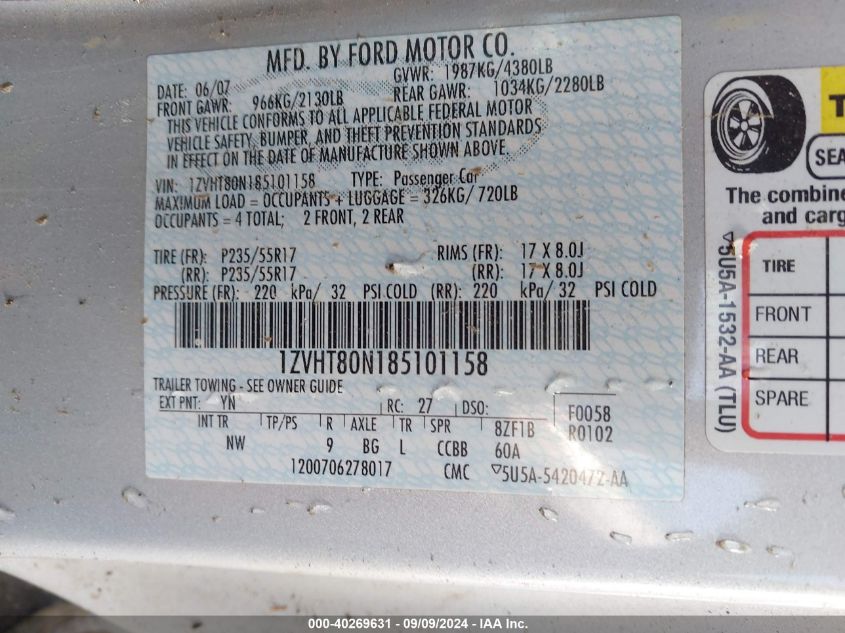 MFD. BY FORD MOTOR CO.
DATE: 06/07
GVWR: 1987KG/4380LB
FRONT GAWR: 966KG/2130LB
REAR GAWR: 1034KG/2280LB
THIS VEHICLE CONFORMS TO ALL APPLICABLE FEDERAL MOTOR
VEHICLE SAFETY, BUMPER, AND THEFT PREVENTION STANDARDS
IN EFFECT ON THE DATE OF MANUFACTURE SHOWN ABOVE.
VIN: 1ZVHT80N185101158 TYPE: Passenger Car
MAXIMUM LOAD = OCCUPANTS + LUGGAGE = 326KG/720LB
OCCUPANTS = 4 TOTAL; 2 FRONT, 2 REAR
TIRE (FR): P235/55R17 RIMS (FR): 17 X 8.0J
(RR): P235/55R17 (RR): 17 X 8.0J
PRESSURE (FR): 220 kPa/ 32 PSI COLD (RR): 220 kPa/ 32 PSI COLD
1ZVHT80N185101158
TRAILER TOWING - SEE OWNER GUIDE
EXT PNT: YN RC: 27 DSO: F0058
INT TR TP/PS R AXLE TR SPR 8ZF1B R0102
NW 9 BG L CCBB 60A
1200706278017 CMC ▽5U5A-5420472-AA
SEA
The combine
and carg
TIRE
FRONT
REAR
SPARE
▽5U5A-1532-AA (TLU)
000-40269631 - 09/09/2024 - IAA Inc.